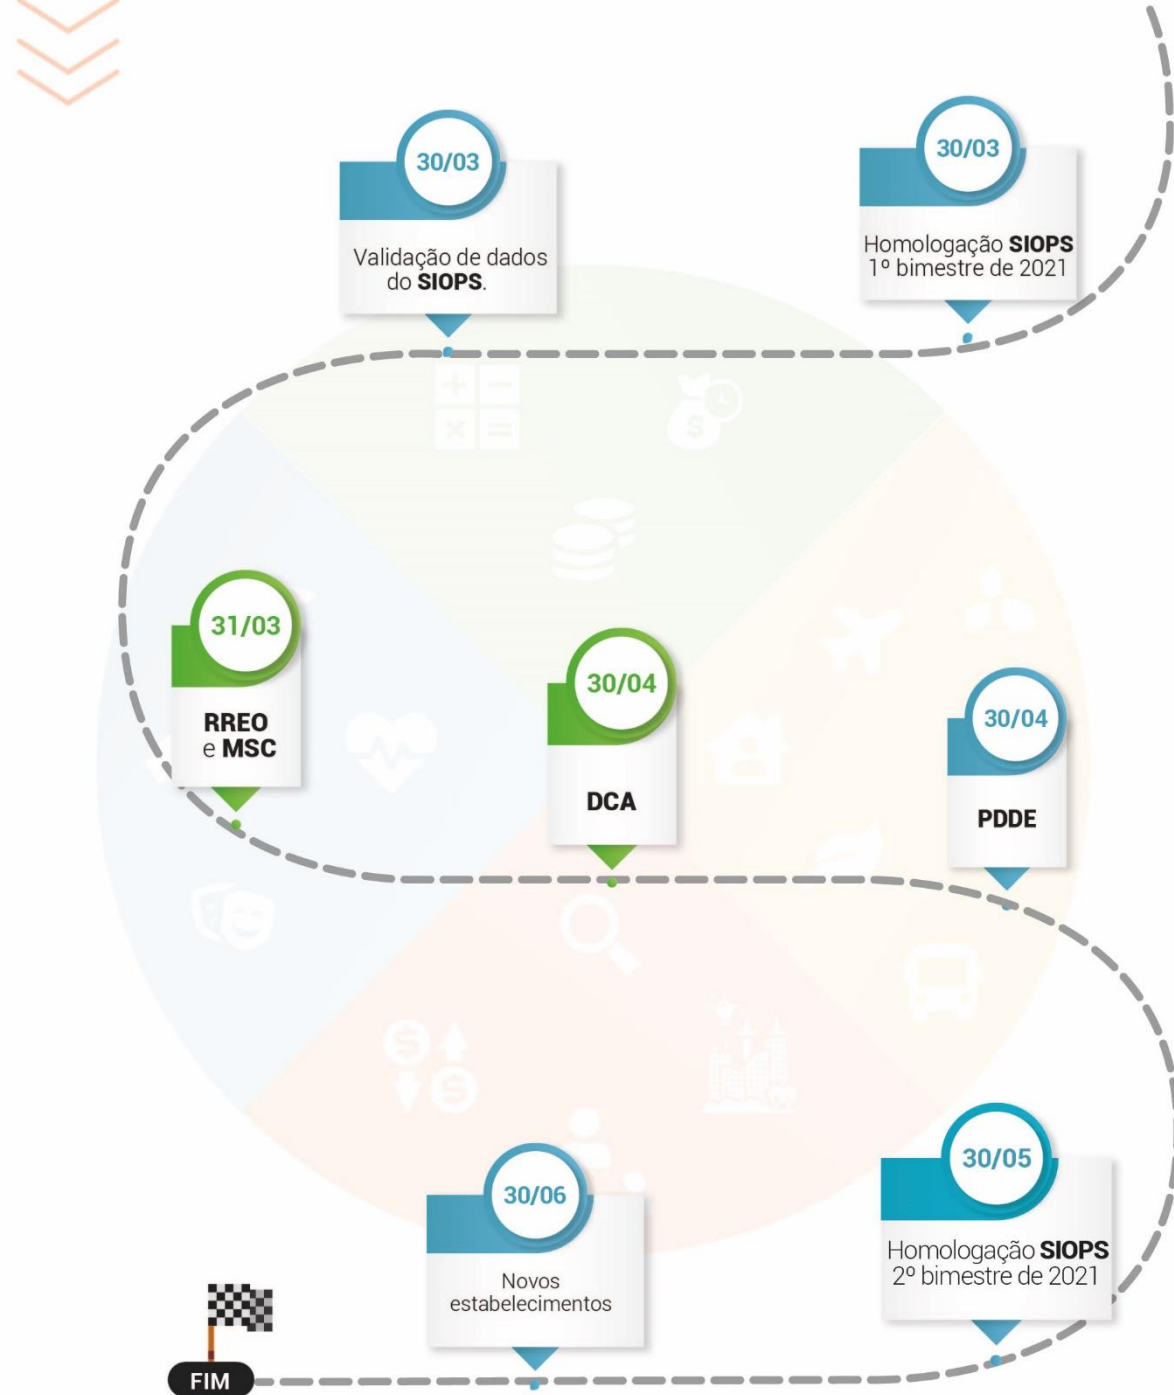 30/03
Homologação SIOPS
1º bimestre de 2021
30/03
Validação de dados
do SIOPS.
31/03
RREO
e MSC
30/04
DCA
30/04
PDDE
30/05
Homologação SIOPS
2º bimestre de 2021
30/06
Novos
estabelecimentos
FIM